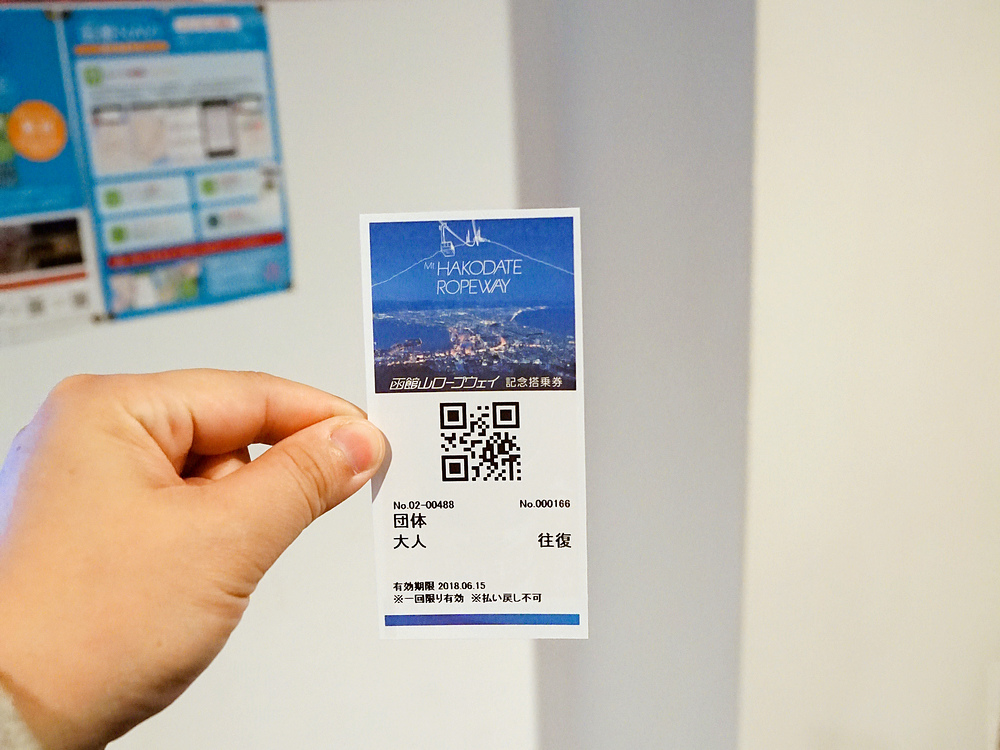 Mt. HAKODATE
ROPEWAY
函館山ロープウェイ 記念搭乗券
No.02-00488 No.000166
団体
大人 往復
有効期限 2018.06.15
※一回限り有効 ※払い戻し不可